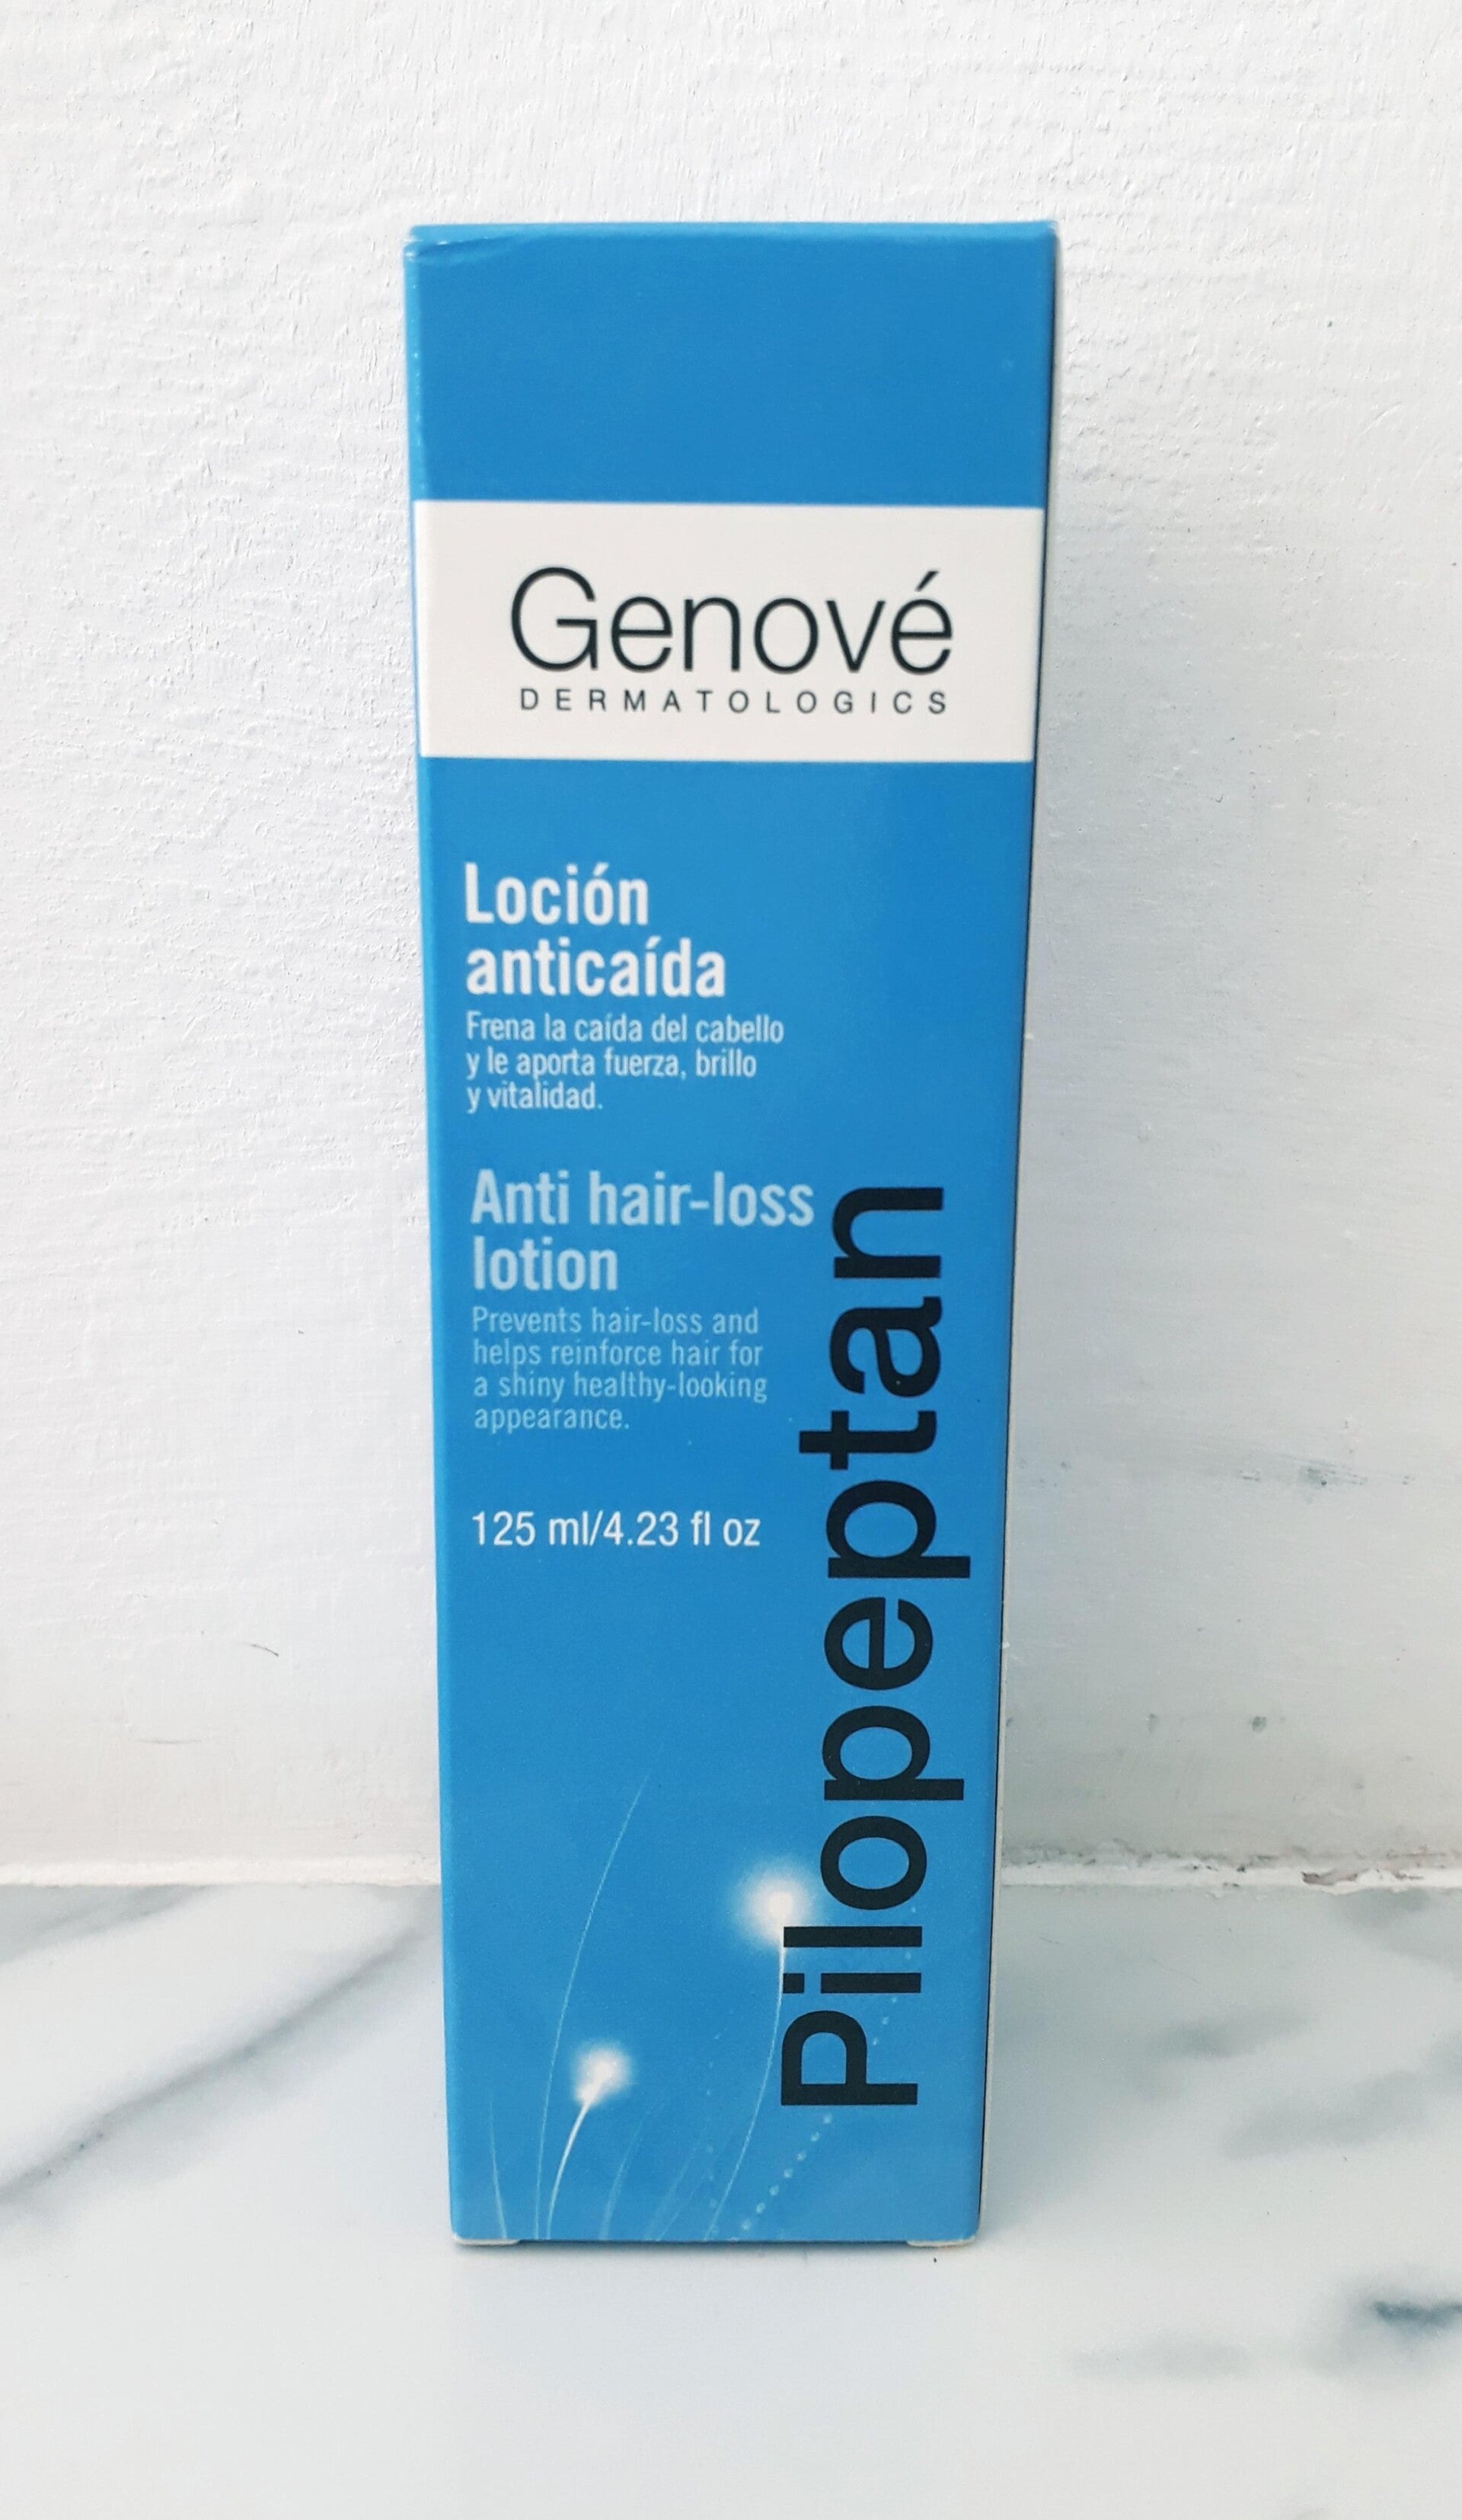 Genové
DERMATOLOGICS
Loción
anticaída
Frena la caída del cabello
y le aporta fuerza, brillo
y vitalidad.
Anti hair-loss
lotion
Prevents hair-loss and
helps reinforce hair for
a shiny healthy-looking
appearance.
125 ml/4.23 fl oz
Pilopeptan